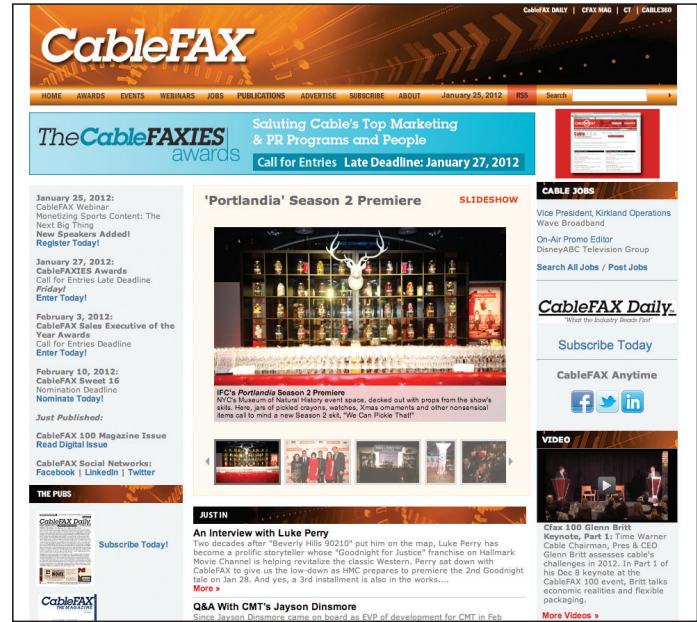 CableFAX DAILY | CFAX MAG | CT | CABLE360
CableFAX
HOME AWARDS EVENTS WEBINARS JOBS PUBLICATIONS ADVERTISE SUBSCRIBE ABOUT January 25, 2012 RSS Search
TheCableFAXIES awards
Saluting Cable's Top Marketing
& PR Programs and People
Call for Entries Late Deadline: January 27, 2012
January 25, 2012:
CableFAX Webinar
Monetizing Sports Content: The
Next Big Thing
New Speakers Added!
Register Today!
January 27, 2012:
CableFAXIES Awards
Call for Entries Late Deadline
Friday!
Enter Today!
February 3, 2012:
CableFAX Sales Executive of the
Year Awards
Call for Entries Deadline
Enter Today!
February 10, 2012:
CableFAX Sweet 16
Nomination Deadline
Nominate Today!
Just Published:
CableFAX 100 Magazine Issue
Read Digital Issue
CableFAX Social Networks:
Facebook | LinkedIn | Twitter
THE PUBS
CableFAX Daily
Subscribe Today!
CableFAX
THE MAGAZINE
'Portlandia' Season 2 Premiere SLIDESHOW
IFC's Portlandia Season 2 Premiere
NYC's Museum of Natural History event space, decked out with props from the show's
skits. Here, jars of pickled crayons, watches, Xmas ornaments and other nonsensical
items call to mind a new Season 2 skit, "We Can Pickle That!"
JUST IN
An Interview with Luke Perry
Two decades after "Beverly Hills 90210" put him on the map, Luke Perry has
become a prolific storyteller whose "Goodnight for Justice" franchise on Hallmark
Movie Channel is helping revitalize the classic Western. Perry sat down with
CableFAX to give us the low-down as HMC prepares to premiere the 2nd Goodnight
tale on Jan 28. And yes, a 3rd installment is also in the works....
More »
Q&A With CMT's Jayson Dinsmore
Since Jayson Dinsmore came on board as EVP of development for CMT in Feb
CABLE JOBS
Vice President, Kirkland Operations
Wave Broadband
On-Air Promo Editor
DisneyABC Television Group
Search All Jobs / Post Jobs
CableFAX Daily
"What the Industry Reads First"
Subscribe Today
CableFAX Anytime
f
in
VIDEO
Cfax 100 Glenn Britt
Keynote, Part 1: Time Warner
Cable Chairman, Pres & CEO
Glenn Britt assesses cable's
challenges in 2012. In Part 1 of
his Dec 8 keynote at the
CableFAX 100 event, Britt talks
economic realities and flexible
packaging.
More Videos »